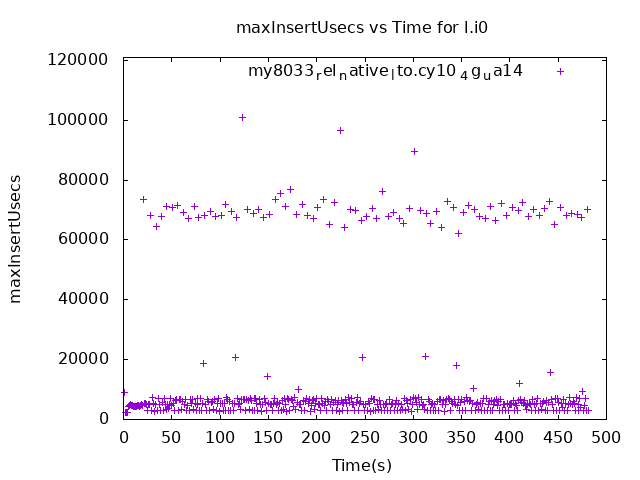 maxInsertUsecs vs Time for l.i0
my8033relnative_lto.cy10_4g_ua14
maxInsertUsecs
120000
100000
80000
60000
40000
20000
0
0 50 100 150 200 250 300 350 400 450 500
Time(s)